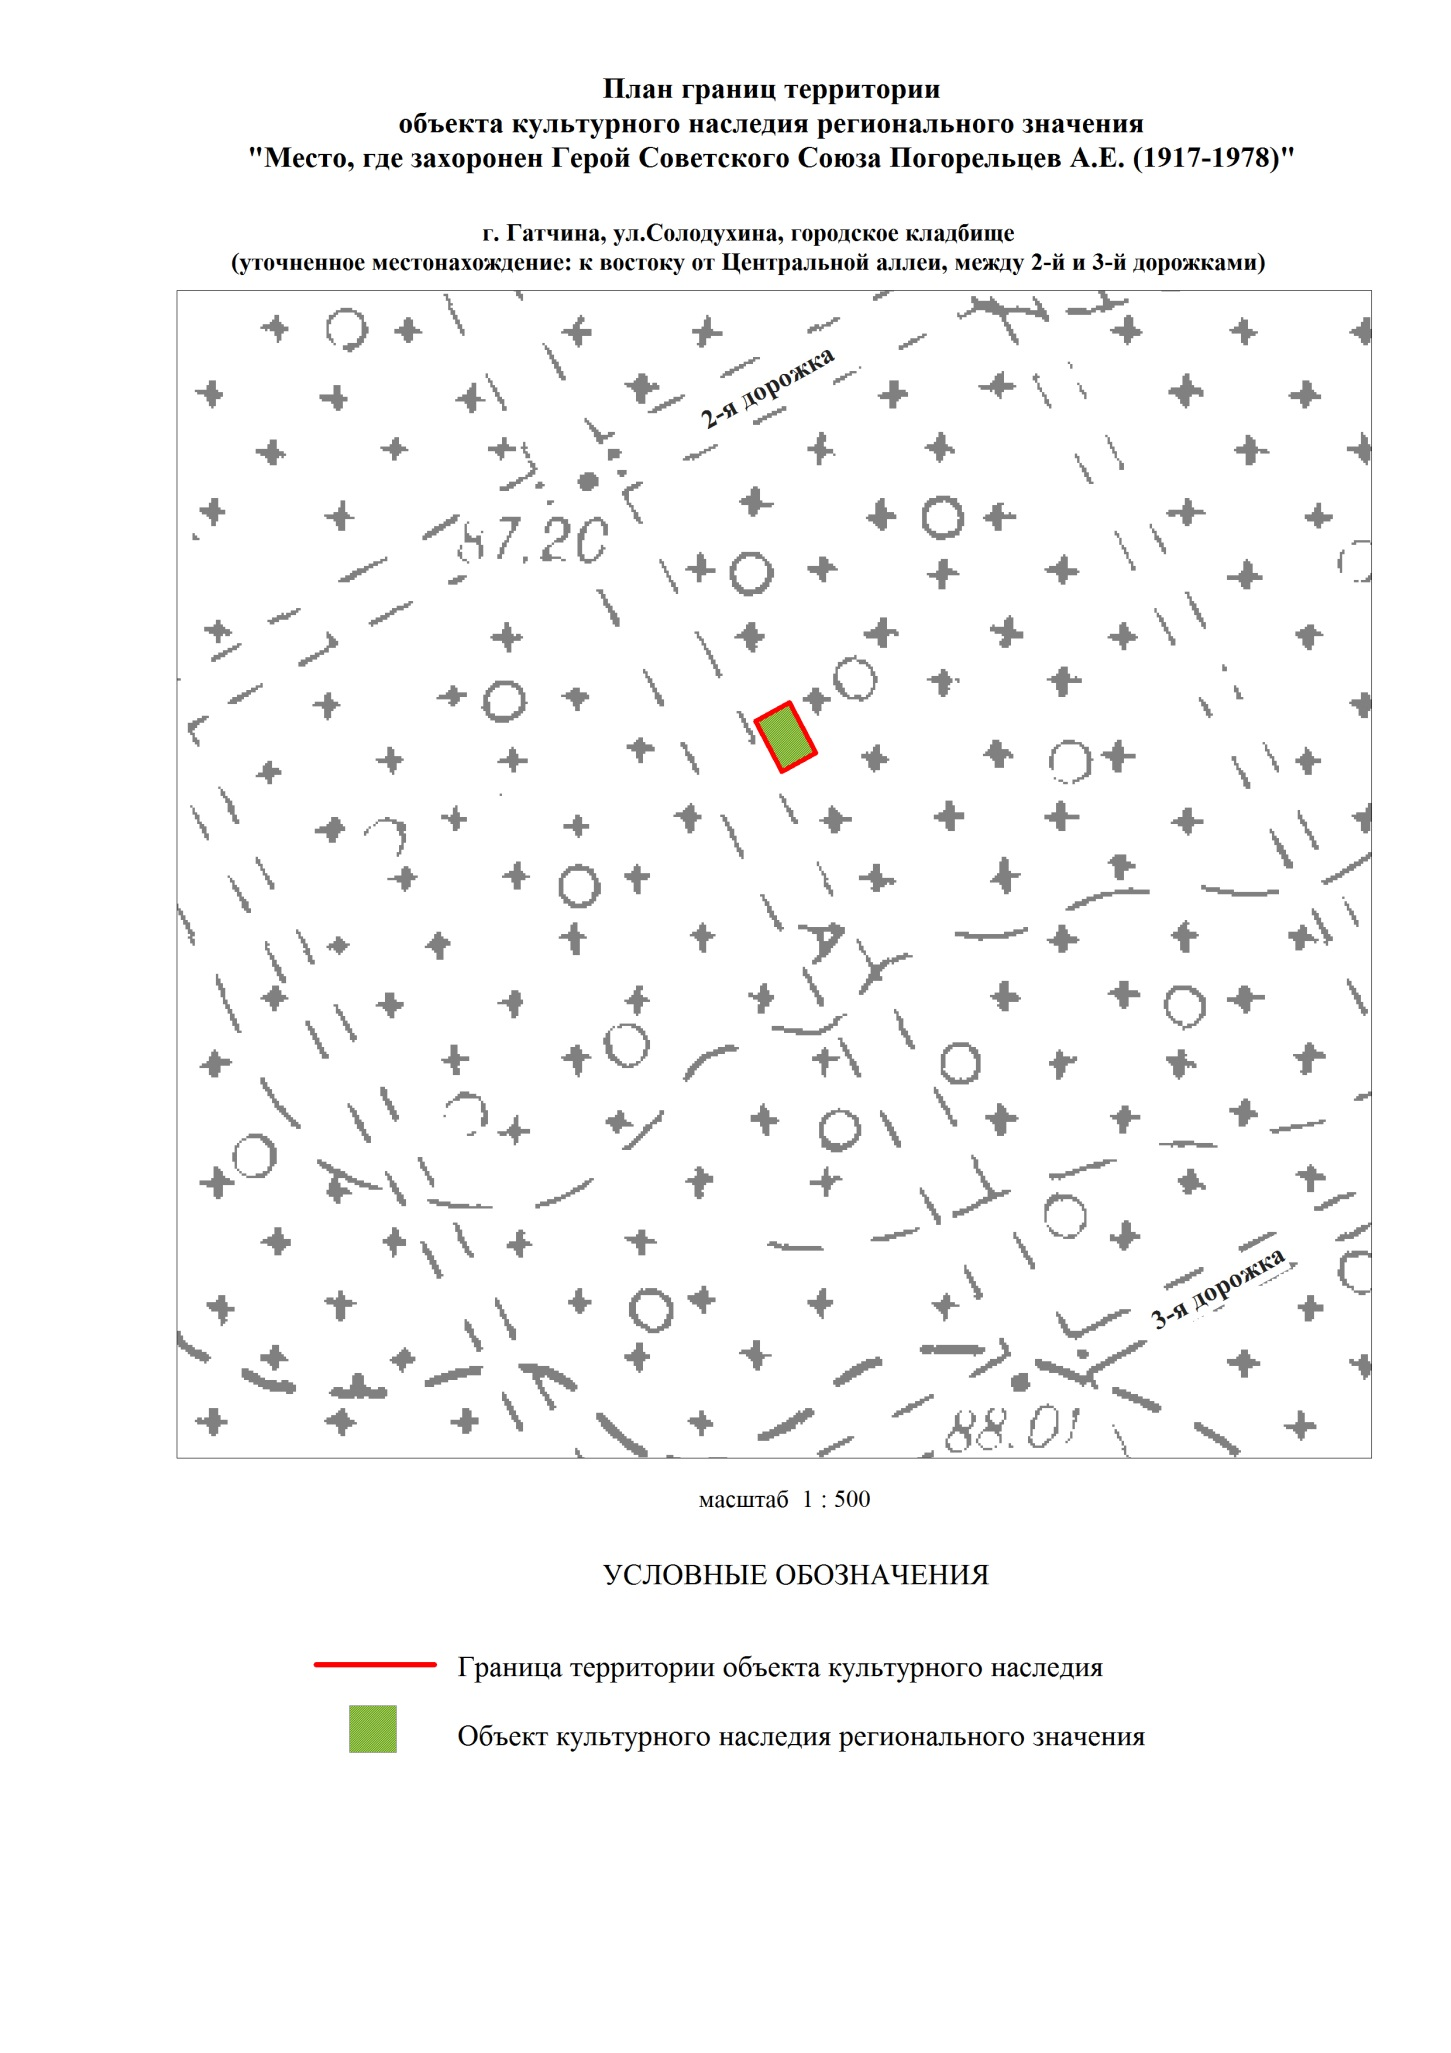 План границ территории
объекта культурного наследия регионального значения
"Место, где захоронен Герой Советского Союза Погорельцев А.Е. (1917-1978)"
г. Гатчина, ул.Солодухина, городское кладбище
(уточненное местонахождение: к востоку от Центральной аллеи, между 2-й и 3-й дорожками)
2-я дорожка
87.20
3-я дорожка
88.01
масштаб 1 : 500
УСЛОВНЫЕ ОБОЗНАЧЕНИЯ
Граница территории объекта культурного наследия
Объект культурного наследия регионального значения